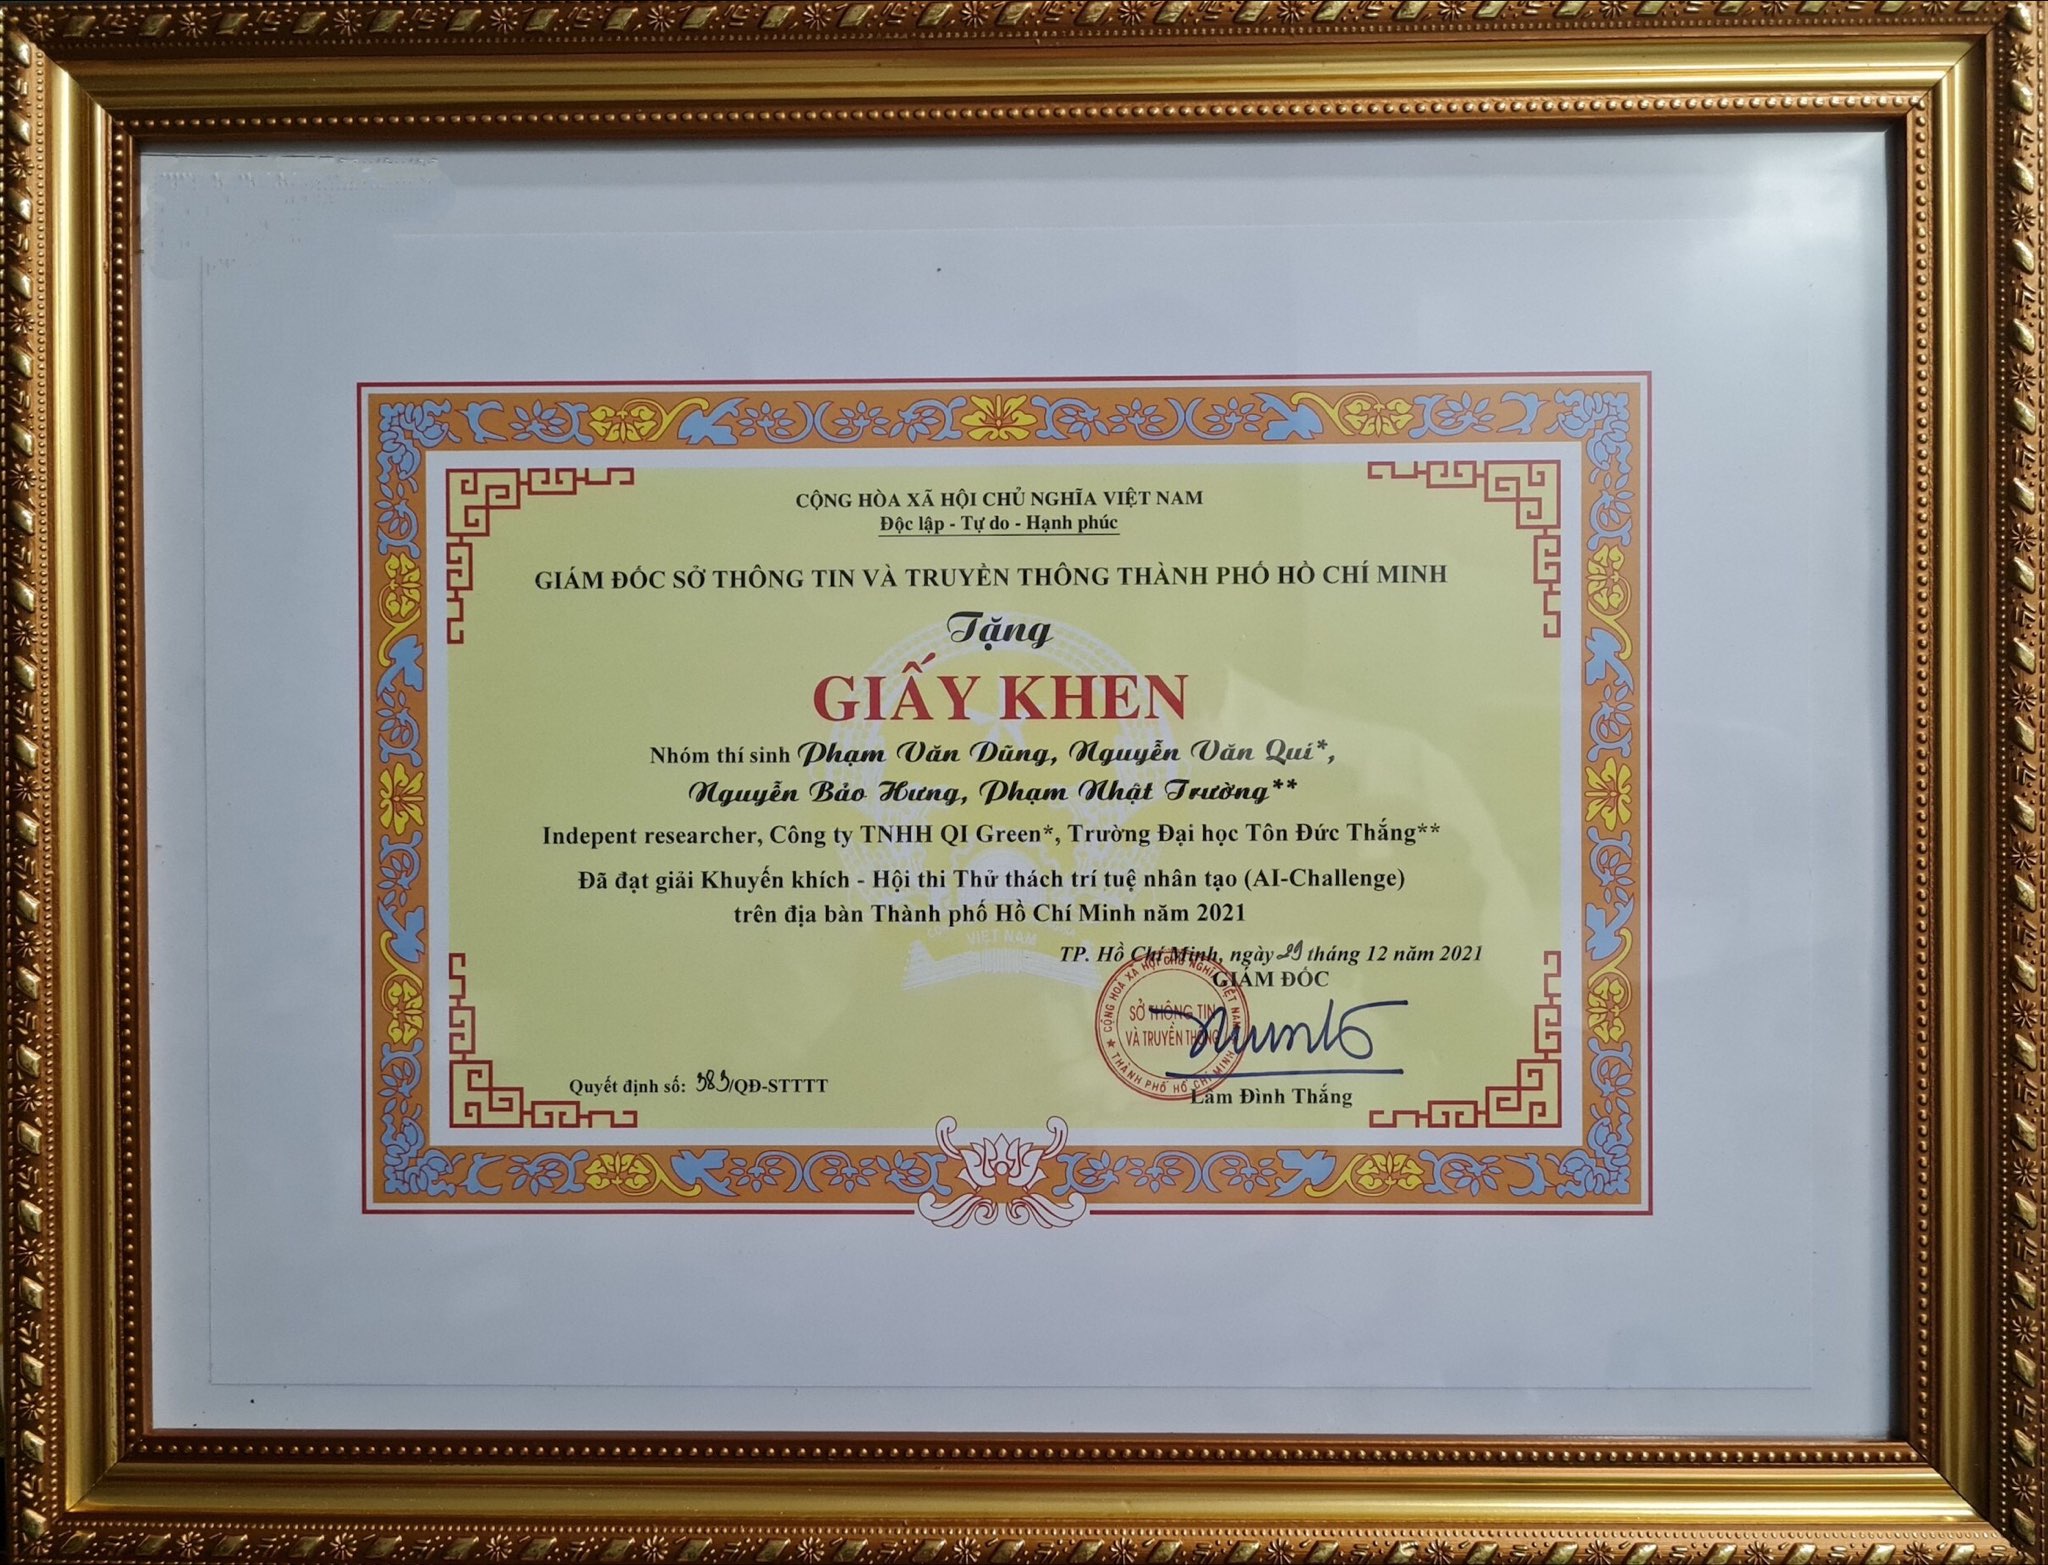 CỘNG HÒA XÃ HỘI CHỦ NGHĨA VIỆT NAM
Độc lập - Tự do - Hạnh phúc
GIÁM ĐỐC SỞ THÔNG TIN VÀ TRUYỀN THÔNG THÀNH PHỐ HỒ CHÍ MINH
Tặng
GIẤY KHEN
Nhóm thí sinh Phạm Văn Dũng, Nguyễn Văn Quí*,
Nguyễn Bảo Hưng, Phạm Nhật Trường**
Indepent researcher, Công ty TNHH QI Green*, Trường Đại học Tôn Đức Thắng**
Đã đạt giải Khuyến khích - Hội thi Thử thách trí tuệ nhân tạo (AI-Challenge)
trên địa bàn Thành phố Hồ Chí Minh năm 2021
VIỆT NAM
TP. Hồ Chí Minh, ngày 29 tháng 12 năm 2021
GIÁM ĐỐC
CỘNG HÒA XÃ HỘI CHỦ NGHĨA VIỆT NAM
SỞ THÔNG TIN
VÀ TRUYỀN THÔNG
THÀNH PHỐ HỒ CHÍ MINH
Quyết định số: 383/QĐ-STTTT
Lâm Đình Thắng